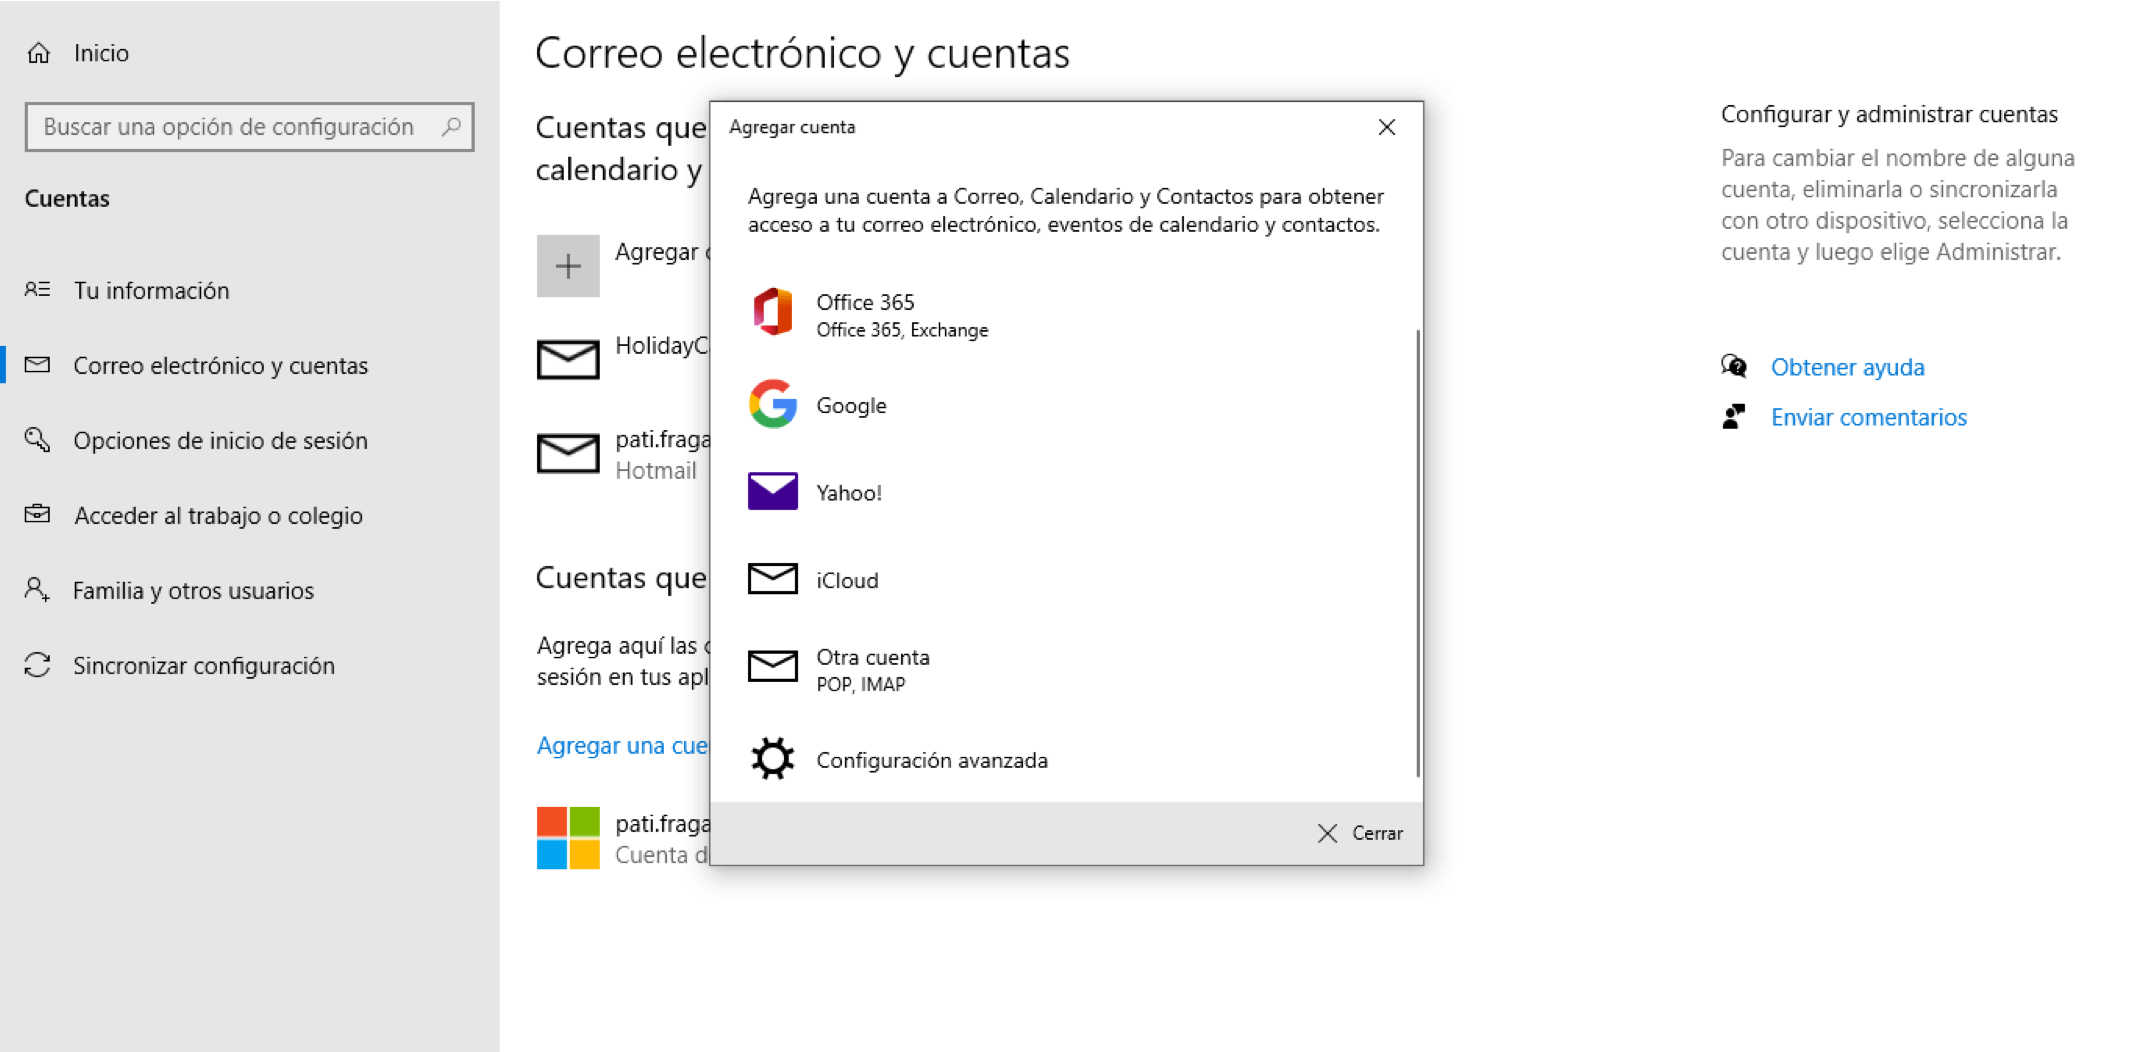 Inicio
Buscar una opción de configuración
Cuentas
Tu información
Correo electrónico y cuentas
Opciones de inicio de sesión
Acceder al trabajo o colegio
Familia y otros usuarios
Sincronizar configuración
Correo electrónico y cuentas
Cuentas que
calendario y
Agregar
HolidayC
pati.fraga
Hotmail
Cuentas que
Agrega aquí las
sesión en tus apl
Agregar una cue
pati.fraga
Cuenta d
Agregar cuenta
Agrega una cuenta a Correo, Calendario y Contactos para obtener
acceso a tu correo electrónico, eventos de calendario y contactos.
Office 365
Office 365, Exchange
Google
Yahoo!
iCloud
Otra cuenta
POP, IMAP
Configuración avanzada
Cerrar
Configurar y administrar cuentas
Para cambiar el nombre de alguna
cuenta, eliminarla o sincronizarla
con otro dispositivo, selecciona la
cuenta y luego elige Administrar.
Obtener ayuda
Enviar comentarios